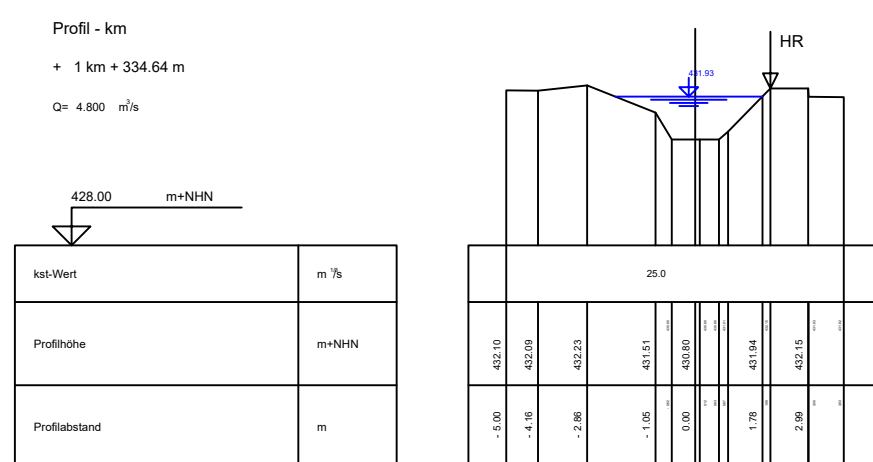 Profil - km
+ 1 km + 334.64 m
Q= 4.800 m³/s
HR
431.93
428.00 m+NHN
kst-Wert m ⅓/s 25.0
Profilhöhe m+NHN 432.10 432.09 432.23 431.51 430.80 431.94 432.15
Profilabstand m - 5.00 - 4.16 - 2.86 - 1.05 0.00 1.78 2.99